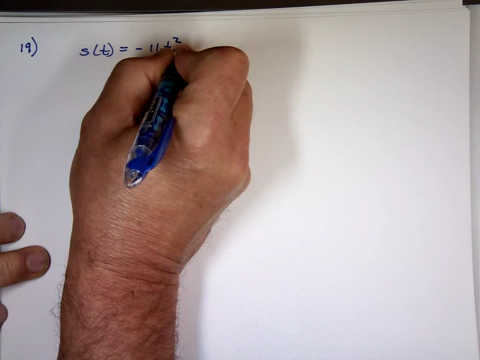 19) s(t) = - 11t²